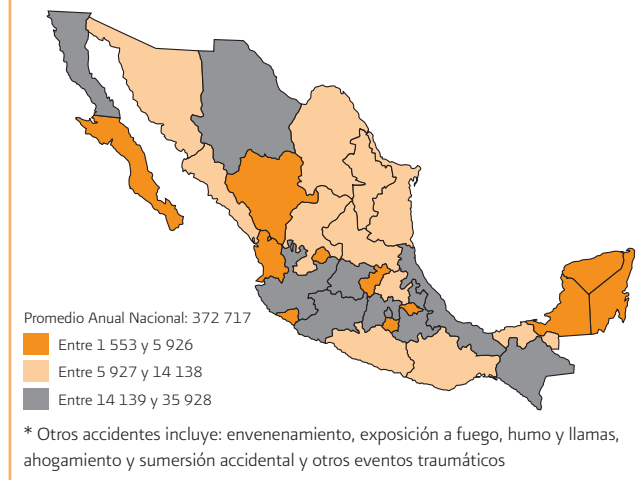 Promedio Anual Nacional: 372 717
Entre 1 553 y 5 926
Entre 5 927 y 14 138
Entre 14 139 y 35 928
* Otros accidentes incluye: envenenamiento, exposición a fuego, humo y llamas,
ahogamiento y sumersión accidental y otros eventos traumáticos